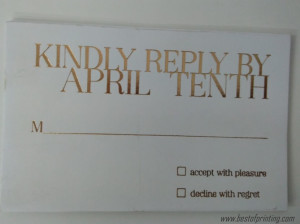 KINDLY REPLY BY
APRIL TENTH
M
accept with pleasure
decline with regret
www.bestofprinting.com